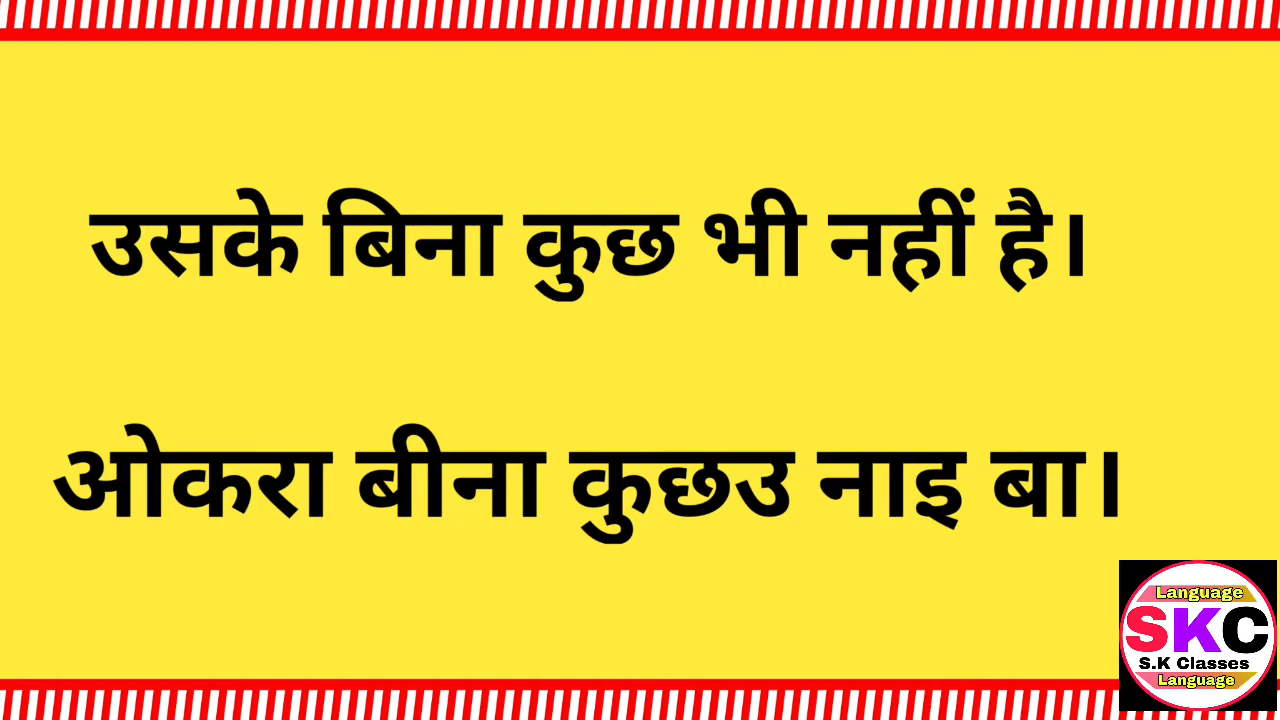 उसके बिना कुछ भी नहीं है।
ओकरा बीना कुछउ नाइ बा।
Language
SKC
S.K Classes
Language